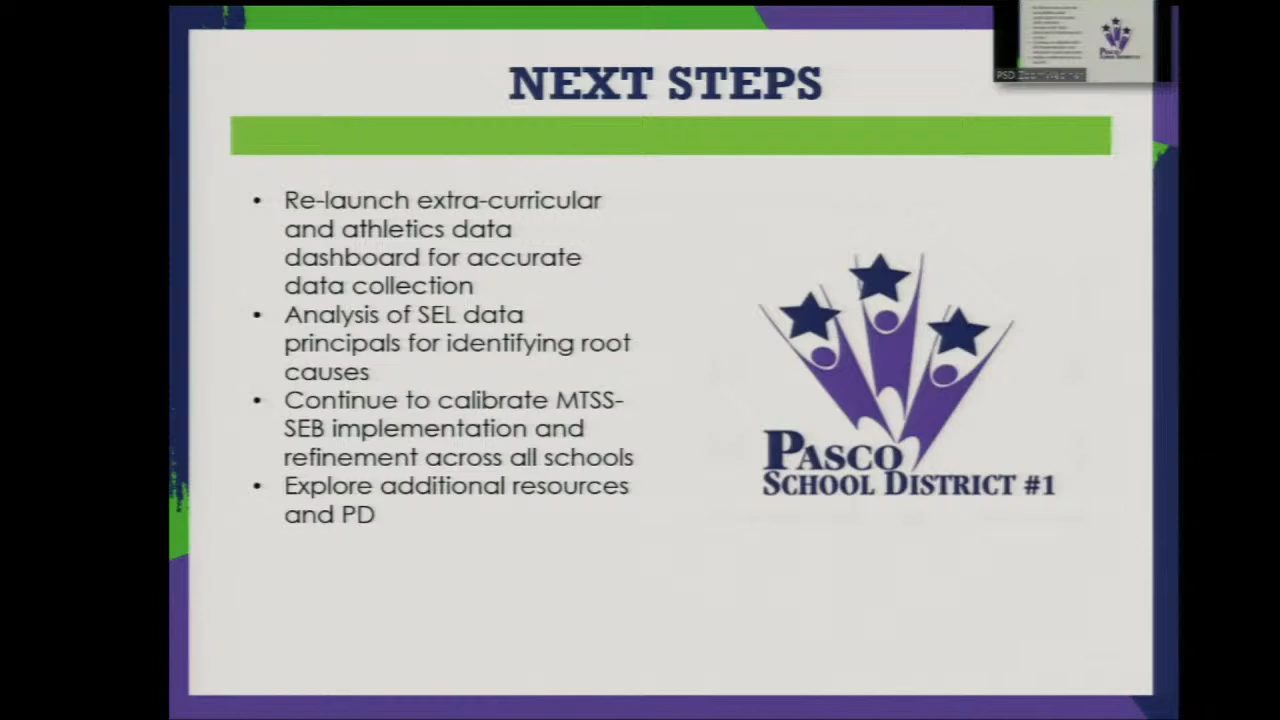 NEXT STEPS
• Re-launch extra-curricular
and athletics data
dashboard for accurate
data collection
• Analysis of SEL data
principals for identifying root
causes
• Continue to calibrate MTSS-
SEB implementation and
refinement across all schools
• Explore additional resources
and PD
PASCO
SCHOOL DISTRICT #1
PSD